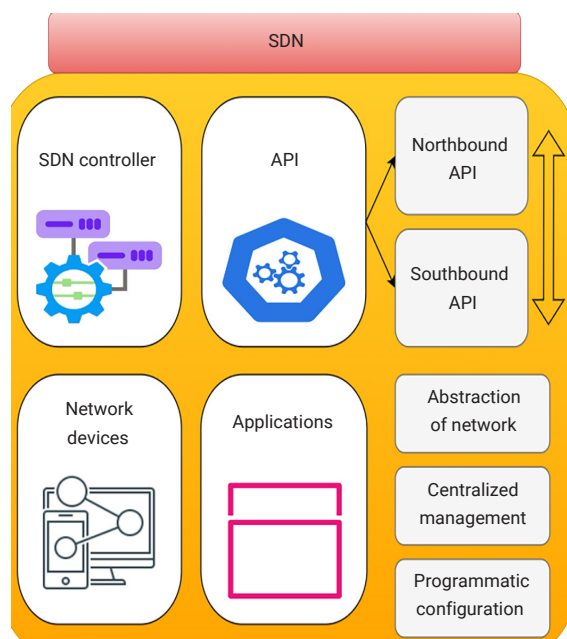 SDN
SDN controller
API
Northbound
API
Southbound
API
Network
devices
Applications
Abstraction
of network
Centralized
management
Programmatic
configuration